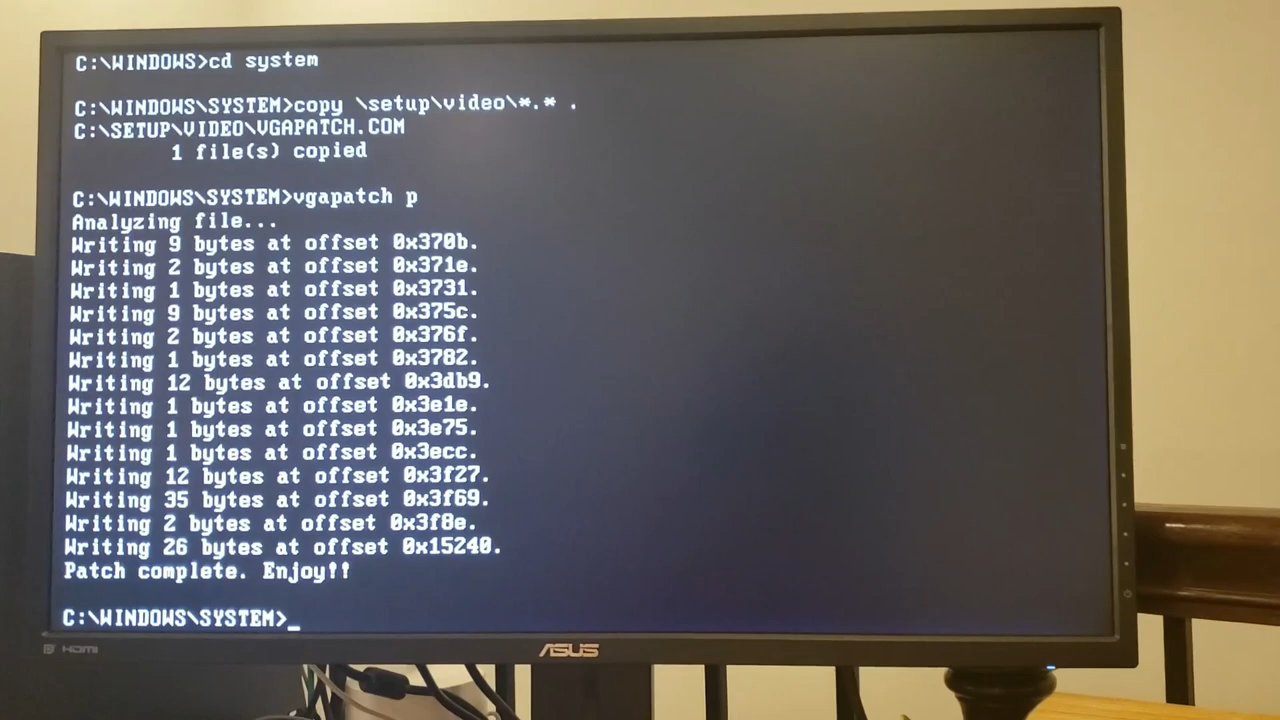 C:\WINDOWS>cd system
C:\WINDOWS\SYSTEM>copy \setup\video\*.* .
C:\SETUP\VIDEO\VGAPATCH.COM
1 file(s) copied
C:\WINDOWS\SYSTEM>vgapatch p
Analyzing file...
Writing 9 bytes at offset 0x370b.
Writing 2 bytes at offset 0x371e.
Writing 1 bytes at offset 0x3731.
Writing 9 bytes at offset 0x375c.
Writing 2 bytes at offset 0x376f.
Writing 1 bytes at offset 0x3782.
Writing 12 bytes at offset 0x3db9.
Writing 1 bytes at offset 0x3e1e.
Writing 1 bytes at offset 0x3e75.
Writing 1 bytes at offset 0x3ecc.
Writing 12 bytes at offset 0x3f27.
Writing 35 bytes at offset 0x3f69.
Writing 2 bytes at offset 0x3f8e.
Writing 26 bytes at offset 0x15240.
Patch complete. Enjoy!!
C:\WINDOWS\SYSTEM>_
HDMI
ASUS